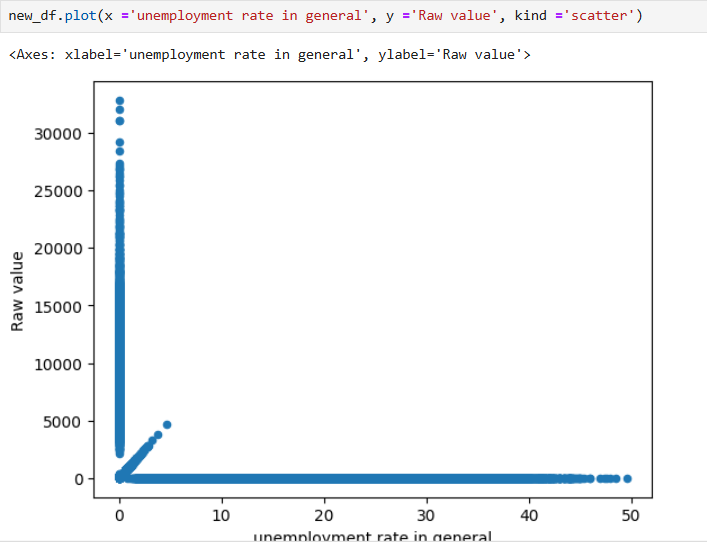 new_df.plot(x ='unemployment rate in general', y ='Raw value', kind ='scatter')
<Axes: xlabel='unemployment rate in general', ylabel='Raw value'>
30000
25000
20000
15000
10000
5000
0
Raw value
0 10 20 30 40 50
unemployment rate in general